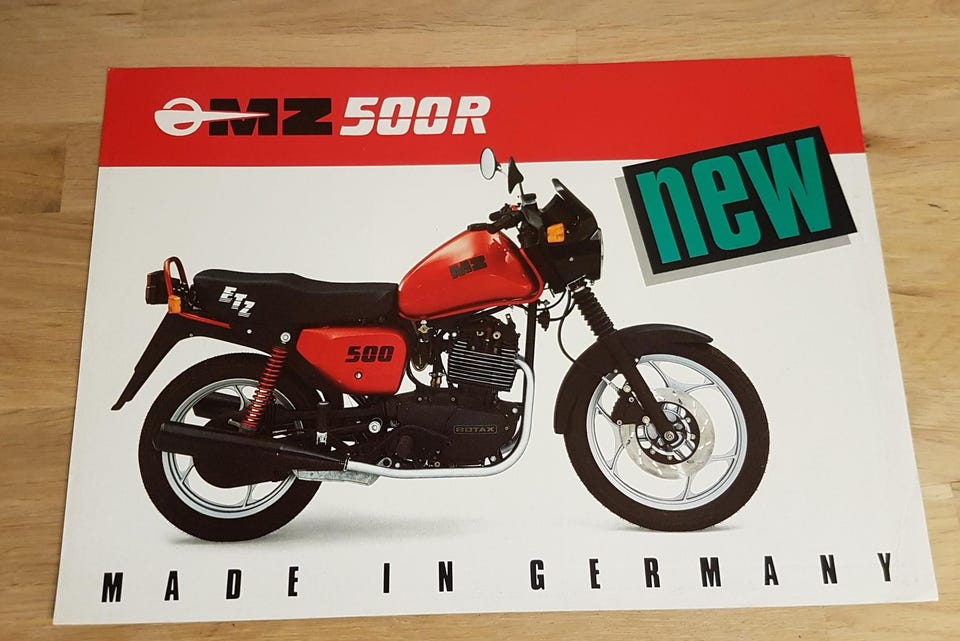 MZ 500R
new
MZ
ETZ
500
ROTAX
MADE IN GERMANY